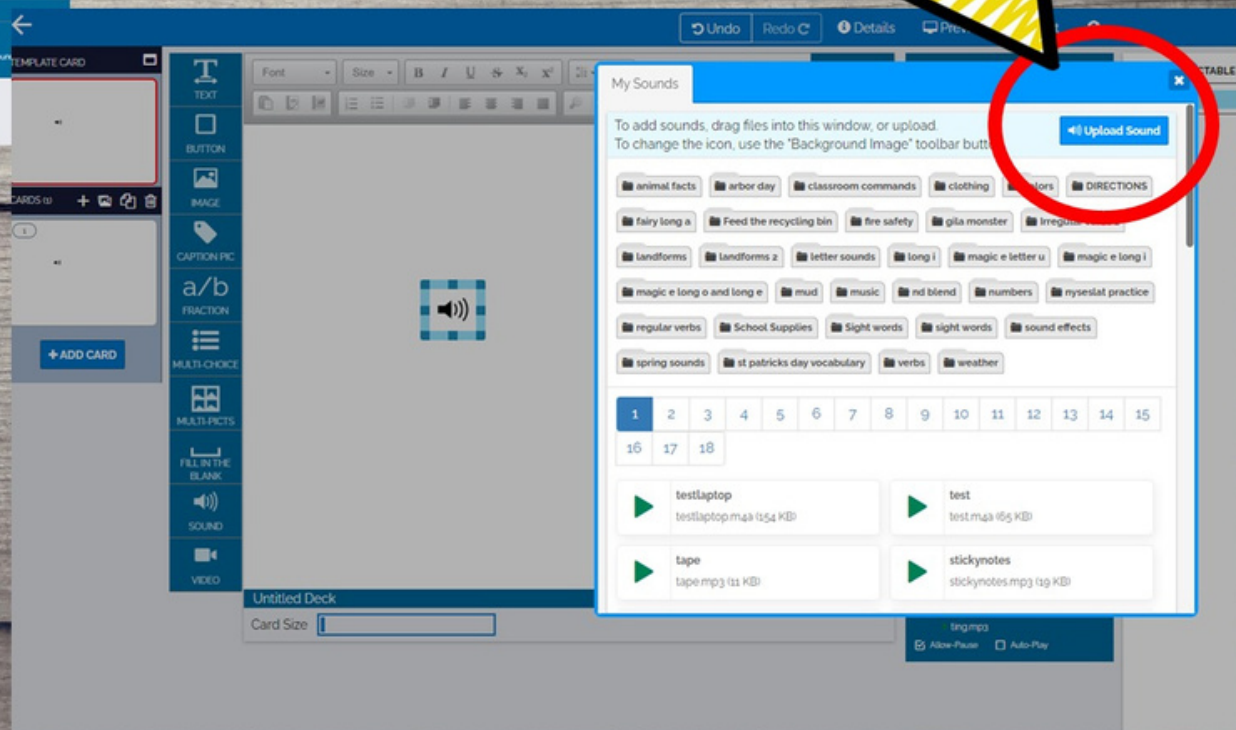 Undo Redo Details
TEMPLATE CARD
CARDS (1)
1
+ ADD CARD
TEXT
BUTTON
IMAGE
CAPTION PIC
a/b
FRACTION
MULTI-CHOICE
MULTI-PICTS
FILL IN THE
BLANK
SOUND
VIDEO
Font Size B I U S X₂ X²
Untitled Deck
Card Size
My Sounds
To add sounds, drag files into this window, or upload.
To change the icon, use the "Background Image" toolbar
Upload Sound
animal facts arbor day classroom commands clothing DIRECTIONS
fairy long a Feed the recycling bin fire safety gila monster
landforms landforms 2 letter sounds long i magic e letter u magic e long i
magic e long o and long e mud music nd blend numbers nyseslat practice
regular verbs School Supplies Sight words sight words sound effects
spring sounds st patricks day vocabulary verbs weather
1 2 3 4 5 6 7 8 9 10 11 12 13 14 15
16 17 18
testlaptop
testlaptop.m4a (154 KB)
test
test.m4a (65 KB)
tape
tape.mp3 (11 KB)
stickynotes
stickynotes.mp3 (19 KB)
ting.mp3
Allow-Pause Auto-Play